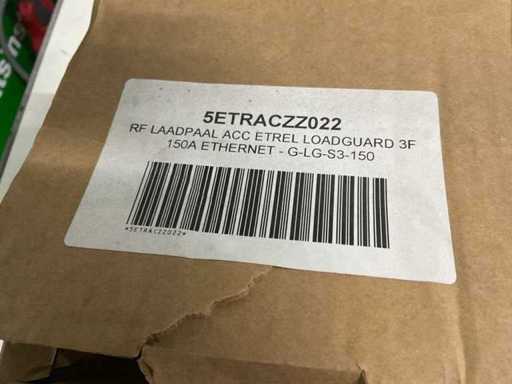 5ETRACZZ022
RF LAADPAAL ACC ETREL LOADGUARD 3F
150A ETHERNET - G-LG-S3-150
*5ETRACZZ022*